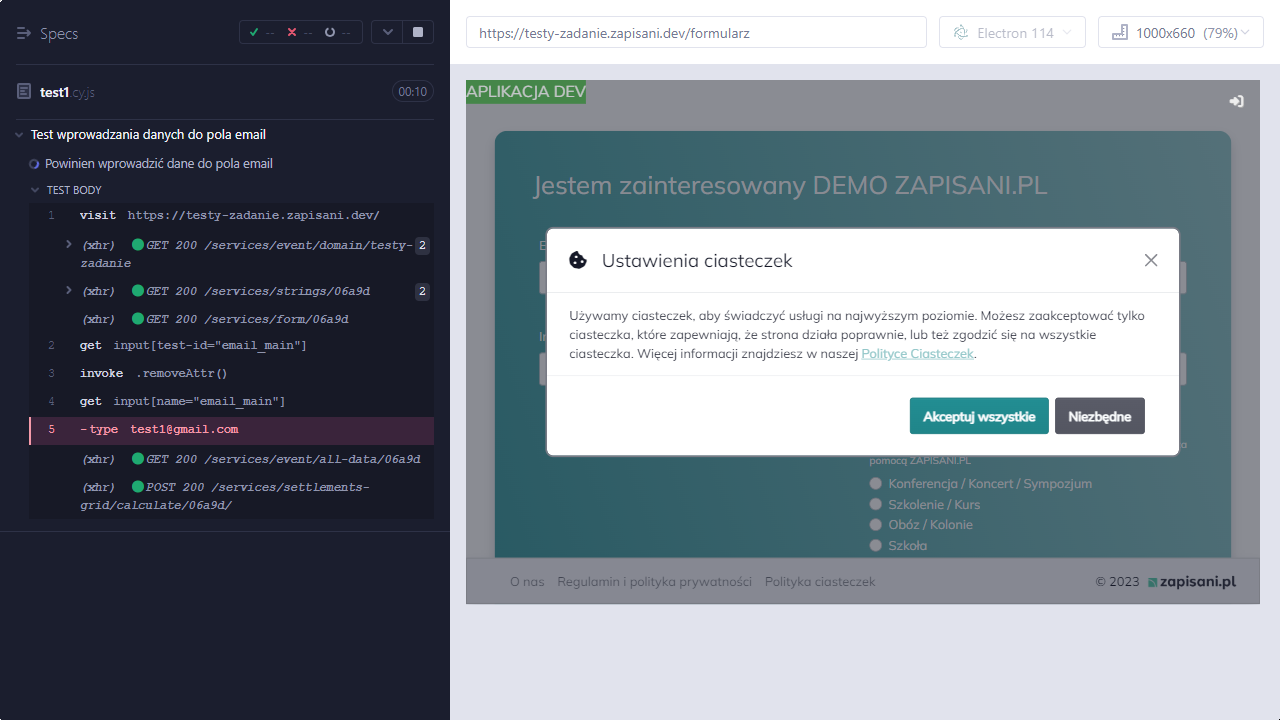 Specs
-- -- --
test1.cy.js 00:10
Test wprowadzania danych do pola email
Powinien wprowadzić dane do pola email
TEST BODY
1 visit https://testy-zadanie.zapisani.dev/
(xhr) GET 200 /services/event/domain/testy-zadanie 2
(xhr) GET 200 /services/strings/06a9d 2
(xhr) GET 200 /services/form/06a9d
2 get input[test-id="email_main"]
3 invoke .removeAttr()
4 get input[name="email_main"]
5 -type test1@gmail.com
(xhr) GET 200 /services/event/all-data/06a9d
(xhr) POST 200 /services/settlements-grid/calculate/06a9d/
https://testy-zadanie.zapisani.dev/formularz
Electron 114
1000x660 (79%)
APLIKACJA DEV
Jestem zainteresowany DEMO ZAPISANI.PL
Ustawienia ciasteczek
Używamy ciasteczek, aby świadczyć usługi na najwyższym poziomie. Możesz zaakceptować tylko
ciasteczka, które zapewniają, że strona działa poprawnie, lub też zgodzić się na wszystkie
ciasteczka. Więcej informacji znajdziesz w naszej Polityce Ciasteczek.
Akceptuj wszystkie
Niezbędne
pomocą ZAPISANI.PL
Konferencja / Koncert / Sympozjum
Szkolenie / Kurs
Obóz / Kolonie
Szkoła
O nas Regulamin i polityka prywatności Polityka ciasteczek
© 2023 zapisani.pl